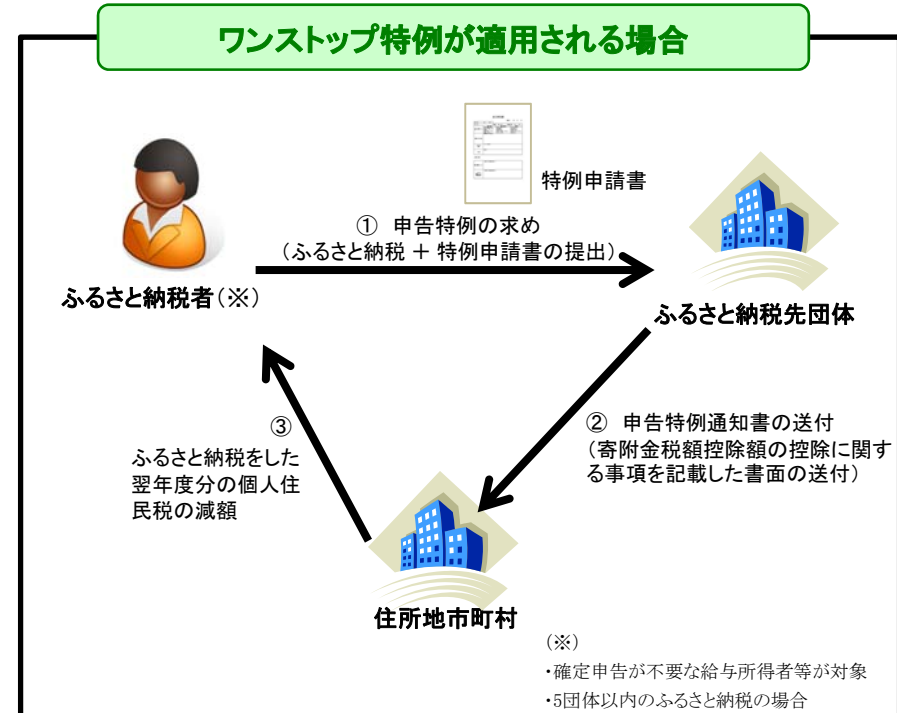 ワンストップ特例が適用される場合
特例申請書
① 申告特例の求め
（ふるさと納税 ＋ 特例申請書の提出）
ふるさと納税者（※）
ふるさと納税先団体
② 申告特例通知書の送付
（寄附金税額控除額の控除に関す
る事項を記載した書面の送付）
③
ふるさと納税をした
翌年度分の個人住
民税の減額
住所地市町村
（※）
・確定申告が不要な給与所得者等が対象
・5団体以内のふるさと納税の場合